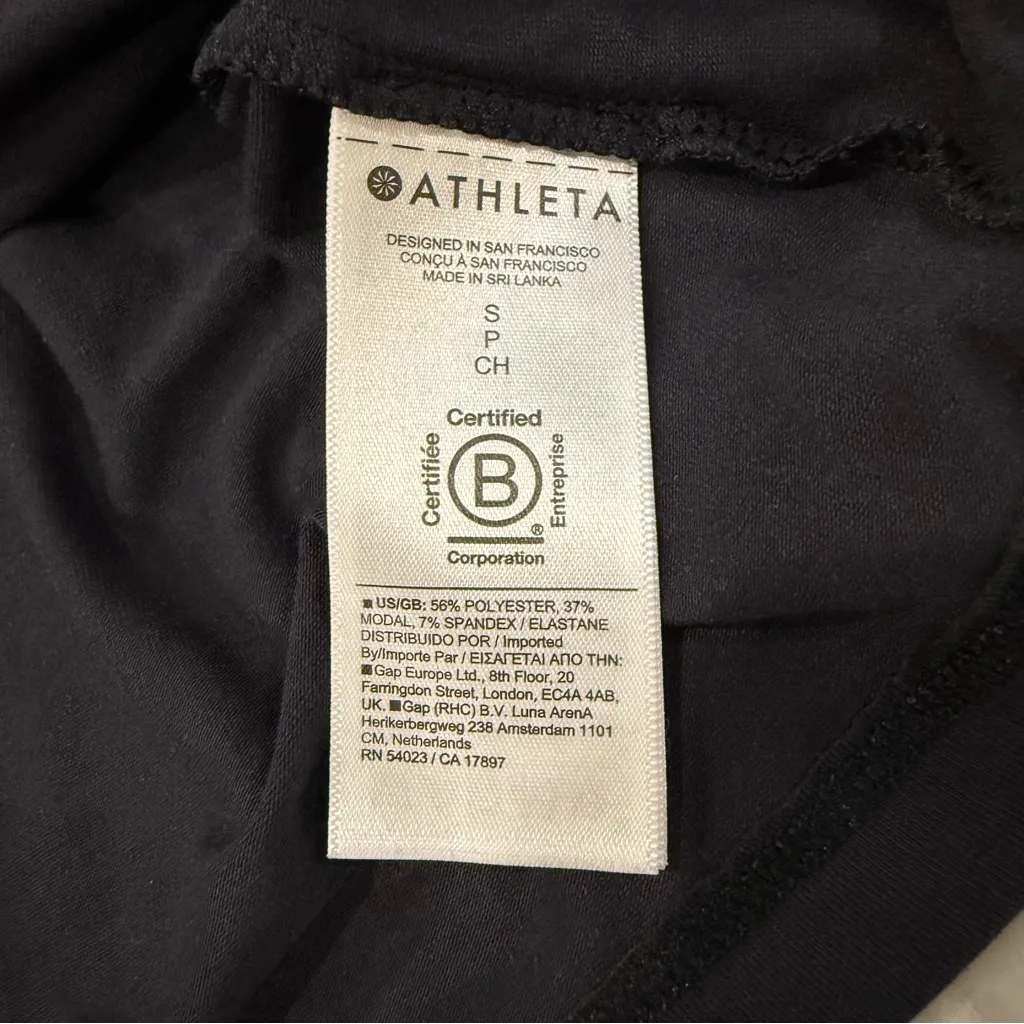 ATHLETA
DESIGNED IN SAN FRANCISCO
CONÇU À SAN FRANCISCO
MADE IN SRI LANKA
S
P
CH
Certified
Certifiée
B
Entreprise
®
Corporation
■ US/GB: 56% POLYESTER, 37%
MODAL, 7% SPANDEX / ELASTANE
DISTRIBUIDO POR / Imported
By/Importe Par / ΕΙΣΑΓΕΤΑΙ ΑΠΟ ΤΗΝ:
■Gap Europe Ltd., 8th Floor, 20
Farringdon Street, London, EC4A 4AB,
UK. ■Gap (RHC) B.V. Luna ArenA
Herikerbergweg 238 Amsterdam 1101
CM, Netherlands
RN 54023 / CA 17897